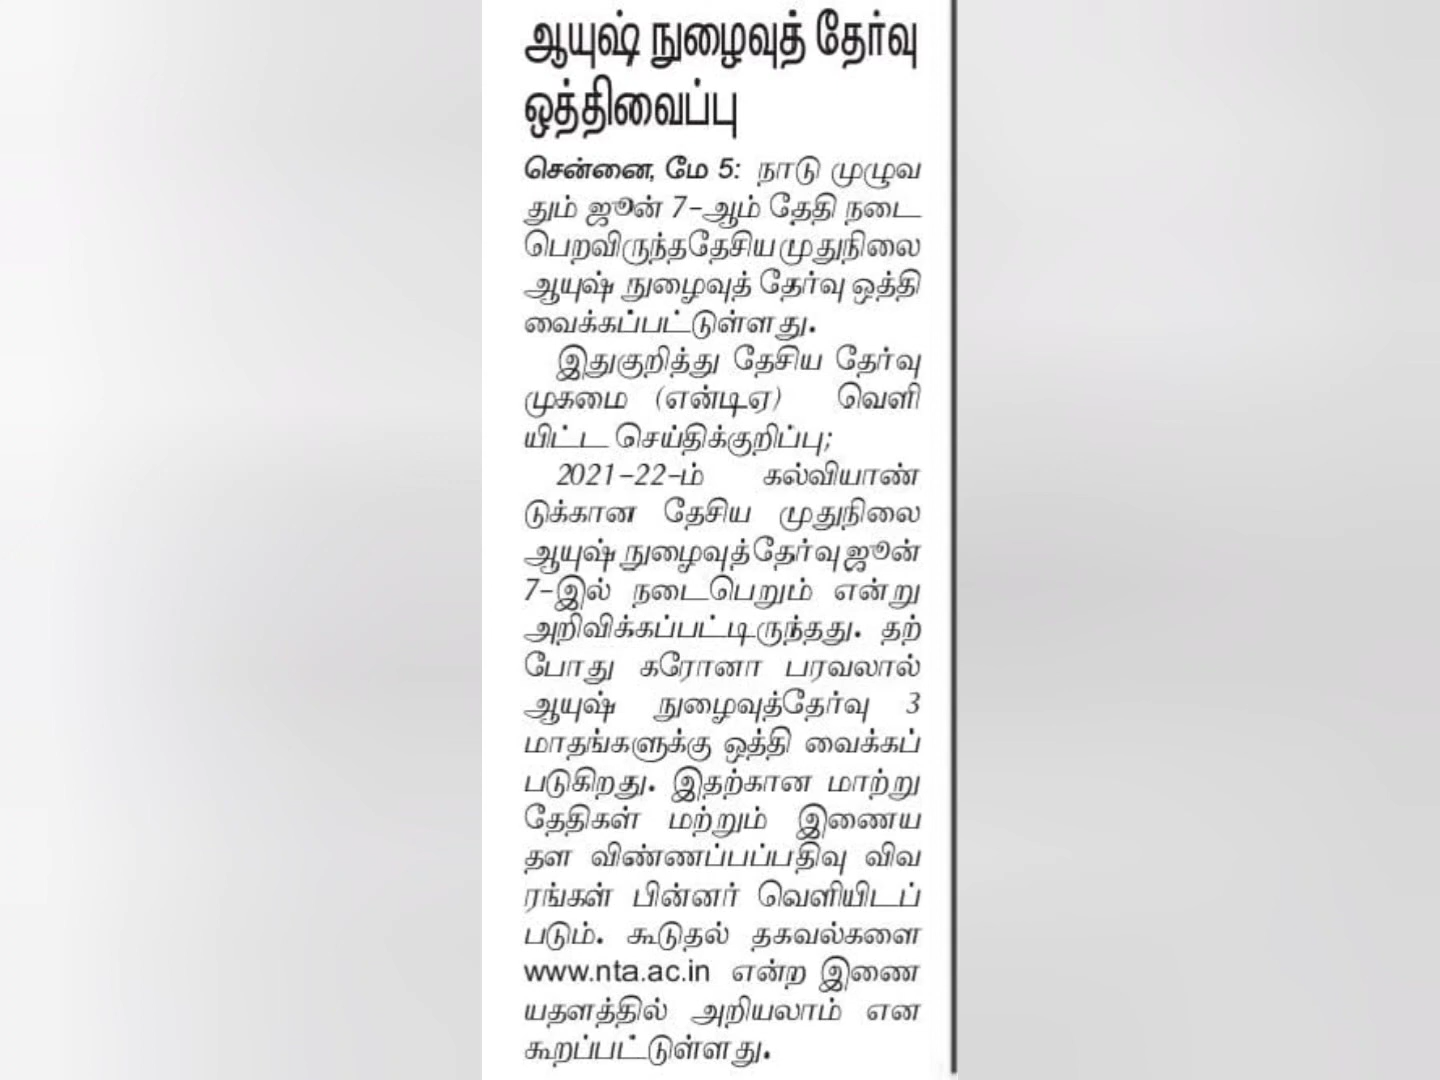 ஆயுஷ் நுழைவுத் தேர்வு
ஒத்திவைப்பு
சென்னை, மே 5: நாடு முழுவ
தும் ஜூன் 7-ஆம் தேதி நடை
பெறவிருந்ததேசியமுதுநிலை
ஆயுஷ் நுழைவுத் தேர்வு ஒத்தி
வைக்கப்பட்டுள்ளது.
இதுகுறித்து தேசிய தேர்வு
முகமை (என்டிஏ) வெளி
யிட்ட செய்திக்குறிப்பு;
2021-22-ம் கல்வியாண்
டுக்கான தேசிய முதுநிலை
ஆயுஷ் நுழைவுத்தேர்வு ஜூன்
7-இல் நடைபெறும் என்று
அறிவிக்கப்பட்டிருந்தது. தற்
போது கரோனா பரவலால்
ஆயுஷ் நுழைவுத்தேர்வு 3
மாதங்களுக்கு ஒத்தி வைக்கப்
படுகிறது. இதற்கான மாற்று
தேதிகள் மற்றும் இணைய
தள விண்ணப்பப்பதிவு விவ
ரங்கள் பின்னர் வெளியிடப்
படும். கூடுதல் தகவல்களை
www.nta.ac.in என்ற இணை
யதளத்தில் அறியலாம் என
கூறப்பட்டுள்ளது.